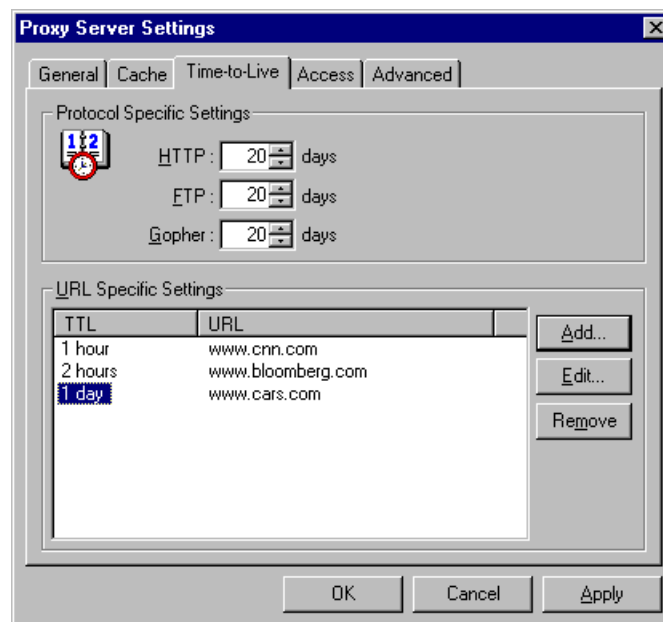 Proxy Server Settings
General Cache Time-to-Live Access Advanced
Protocol Specific Settings
HTTP : 20 days
FTP : 20 days
Gopher : 20 days
URL Specific Settings
TTL URL
1 hour www.cnn.com
2 hours www.bloomberg.com
1 day www.cars.com
Add...
Edit...
Remove
OK Cancel Apply